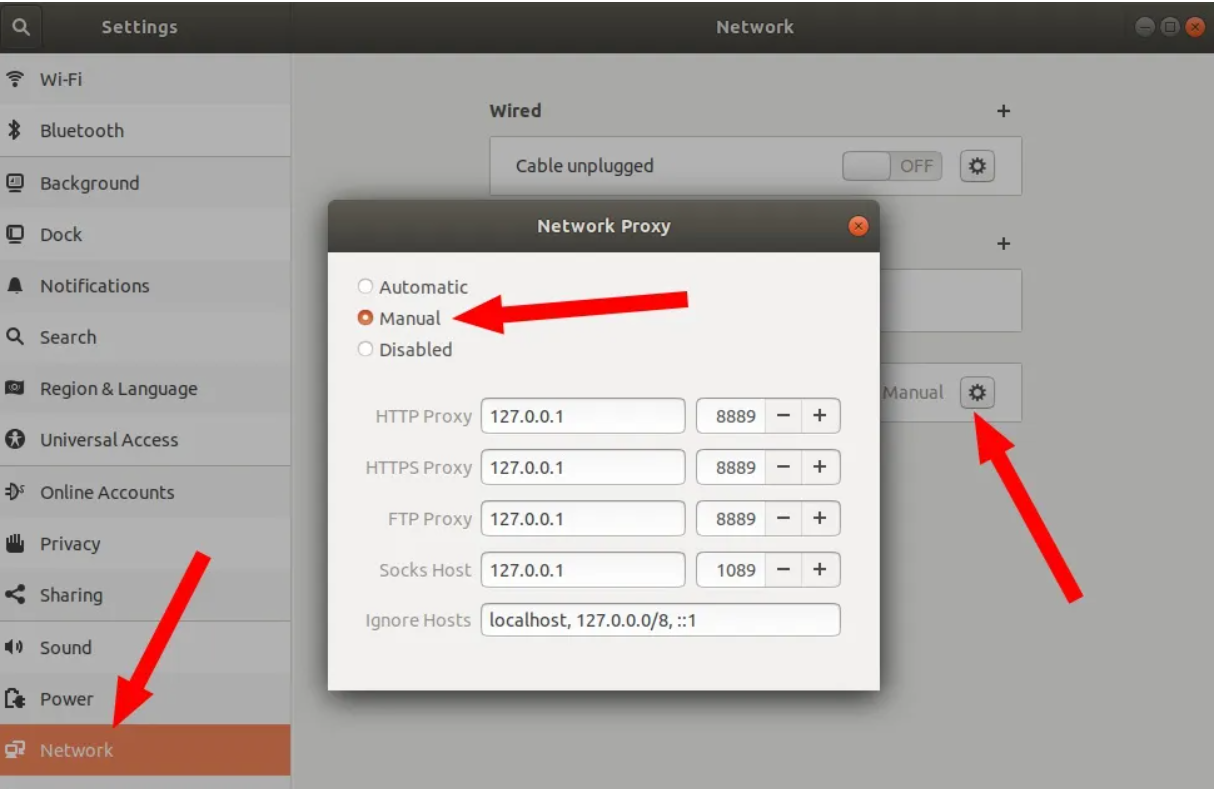 Settings
Network
Wi-Fi
Bluetooth
Background
Dock
Notifications
Search
Region & Language
Universal Access
Online Accounts
Privacy
Sharing
Sound
Power
Network
Wired
+
Cable unplugged
OFF
+
Manual
Network Proxy
Automatic
Manual
Disabled
HTTP Proxy 127.0.0.1 8889 − +
HTTPS Proxy 127.0.0.1 8889 − +
FTP Proxy 127.0.0.1 8889 − +
Socks Host 127.0.0.1 1089 − +
Ignore Hosts localhost, 127.0.0.0/8, ::1